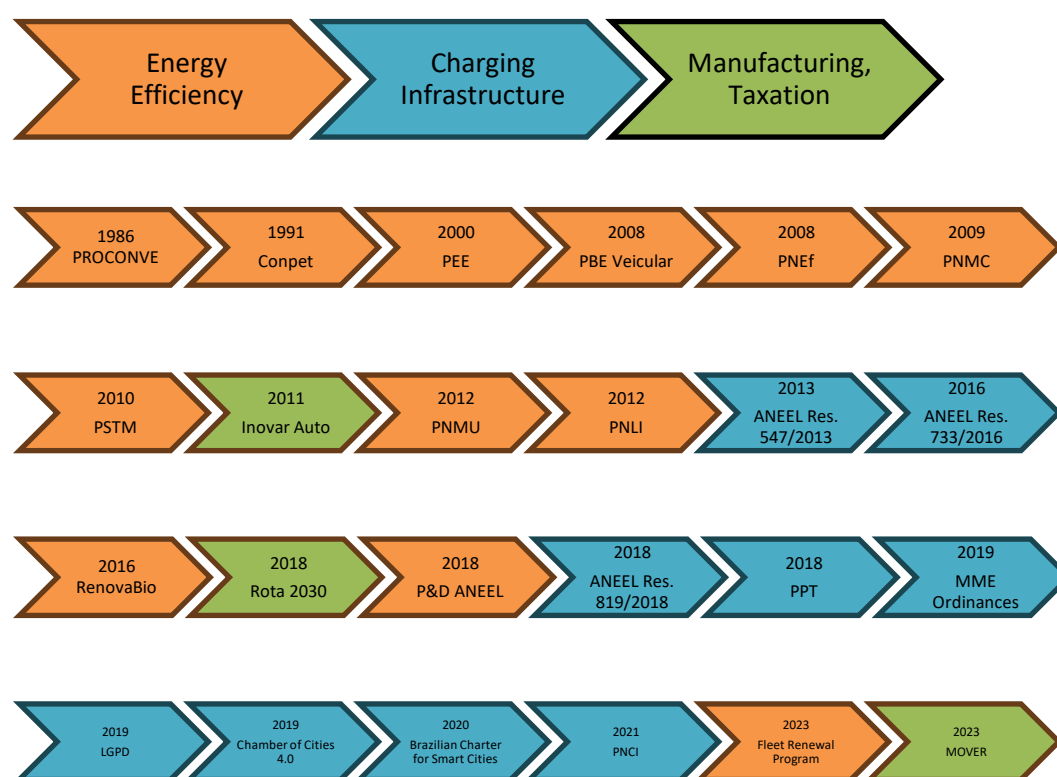 Energy
Efficiency
Charging
Infrastructure
Manufacturing,
Taxation
1986
PROCONVE
1991
Conpet
2000
PEE
2008
PBE Veicular
2008
PNEf
2009
PNMC
2010
PSTM
2011
Inovar Auto
2012
PNMU
2012
PNLI
2013
ANEEL Res.
547/2013
2016
ANEEL Res.
733/2016
2016
RenovaBio
2018
Rota 2030
2018
P&D ANEEL
2018
ANEEL Res.
819/2018
2018
PPT
2019
MME
Ordinances
2019
LGPD
2019
Chamber of Cities
4.0
2020
Brazilian Charter
for Smart Cities
2021
PNCI
2023
Fleet Renewal
Program
2023
MOVER